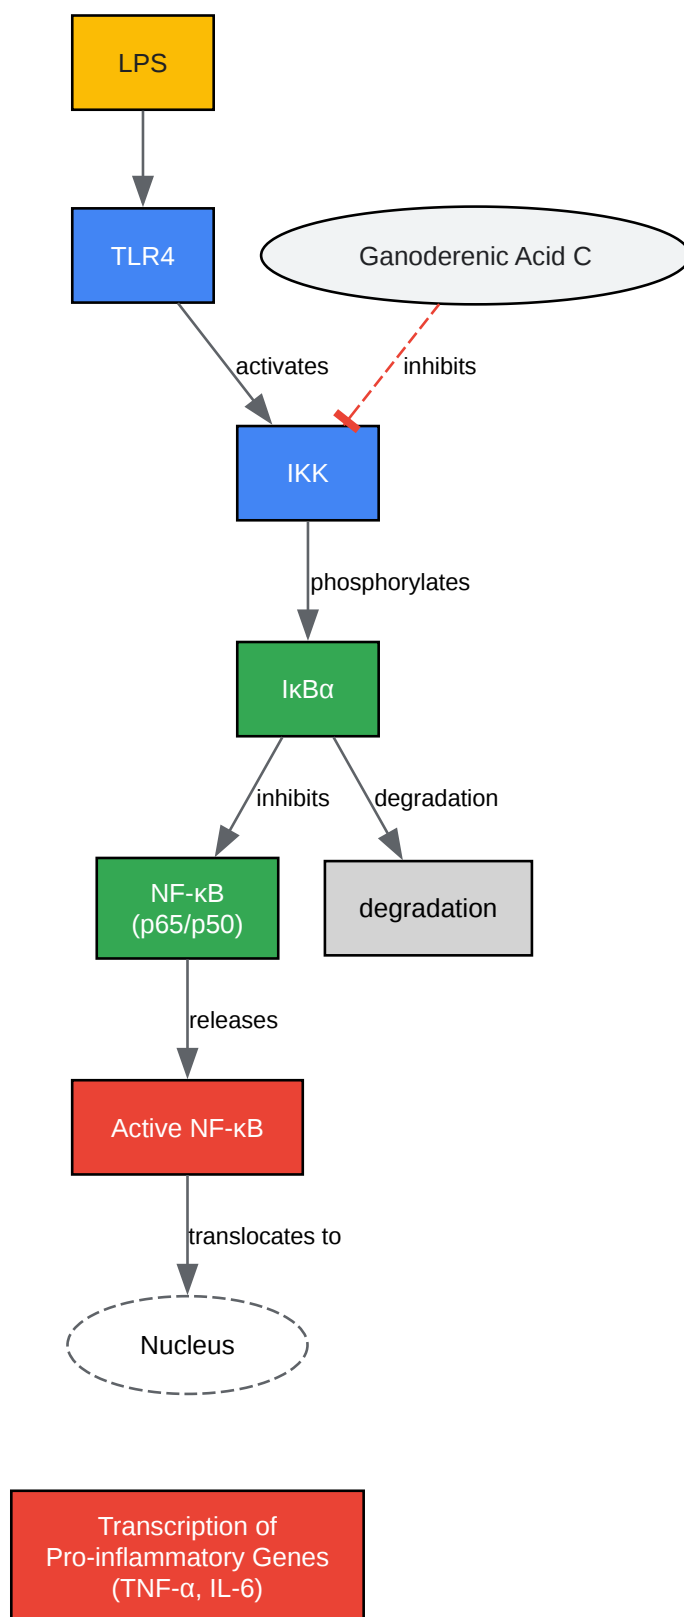 LPS
TLR4
Ganoderenic Acid C
activates
inhibits
IKK
phosphorylates
IκBα
inhibits
degradation
NF-κB
(p65/p50)
degradation
releases
Active NF-κB
translocates to
Nucleus
Transcription of
Pro-inflammatory Genes
(TNF-α, IL-6)